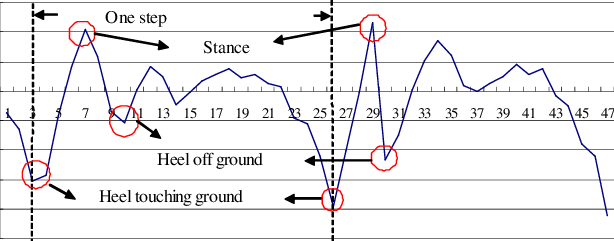 One step
Stance
1 3 5 7 9 11 13 15 17 19 21 23 25 27 29 31 33 35 37 39 41 43 45 47
Heel off ground
Heel touching ground